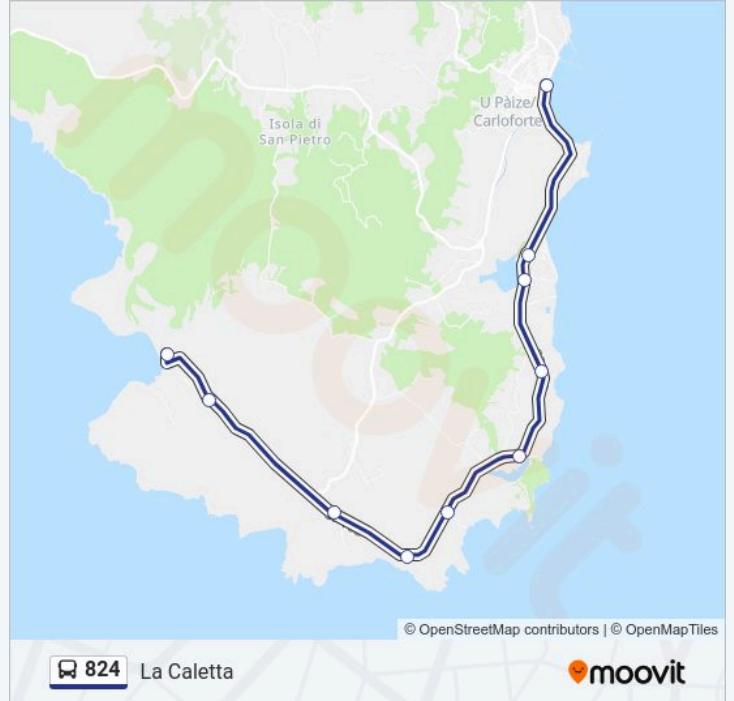 U Pàize/
Carloforte
Isola di
San Pietro
© OpenStreetMap contributors | © OpenMapTiles
824 La Caletta
moovit